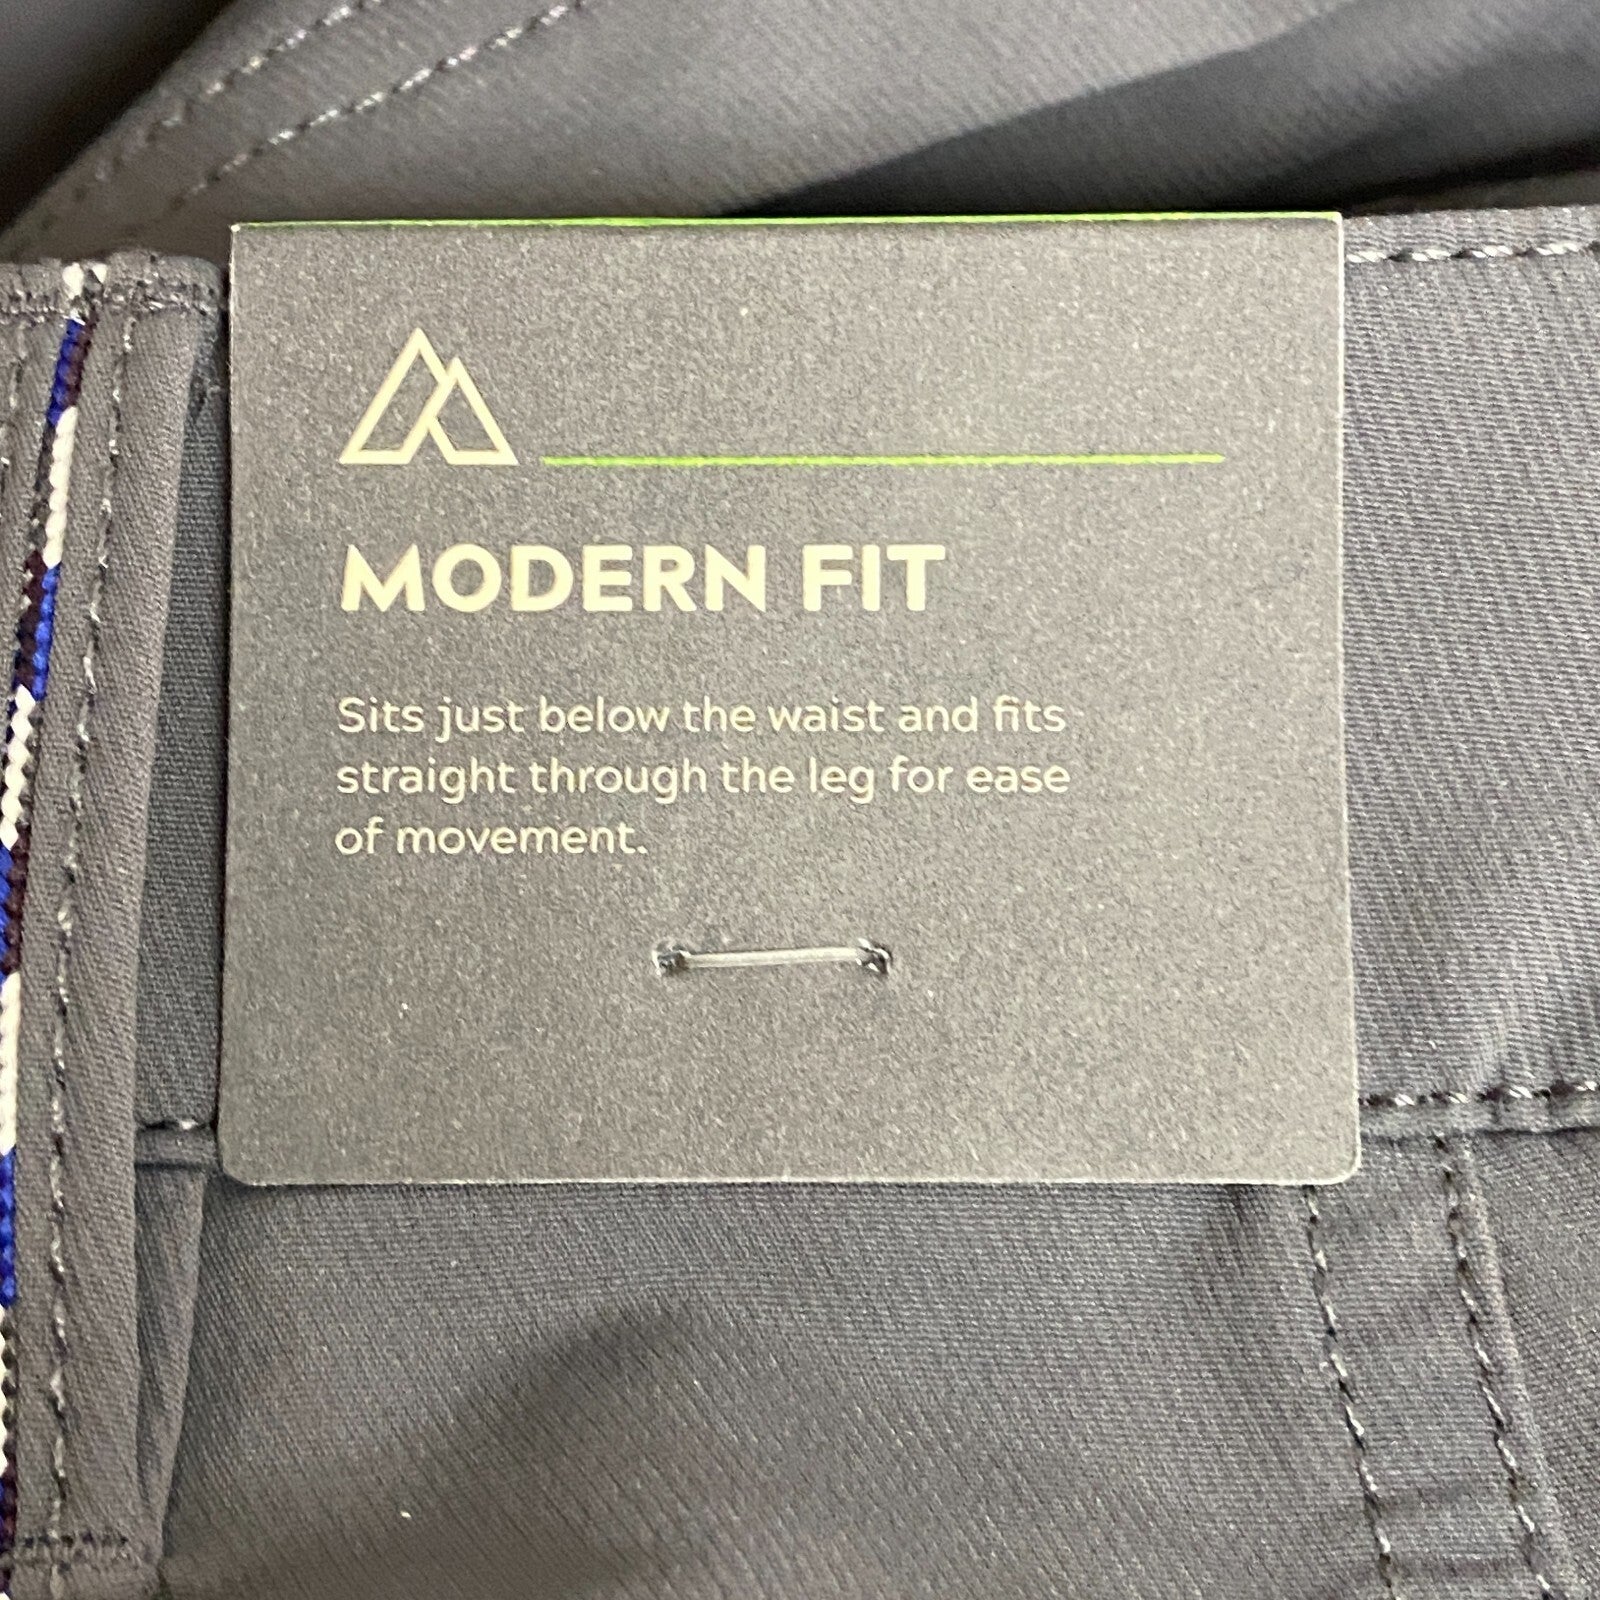 MODERN FIT
Sits just below the waist and fits
straight through the leg for ease
of movement.